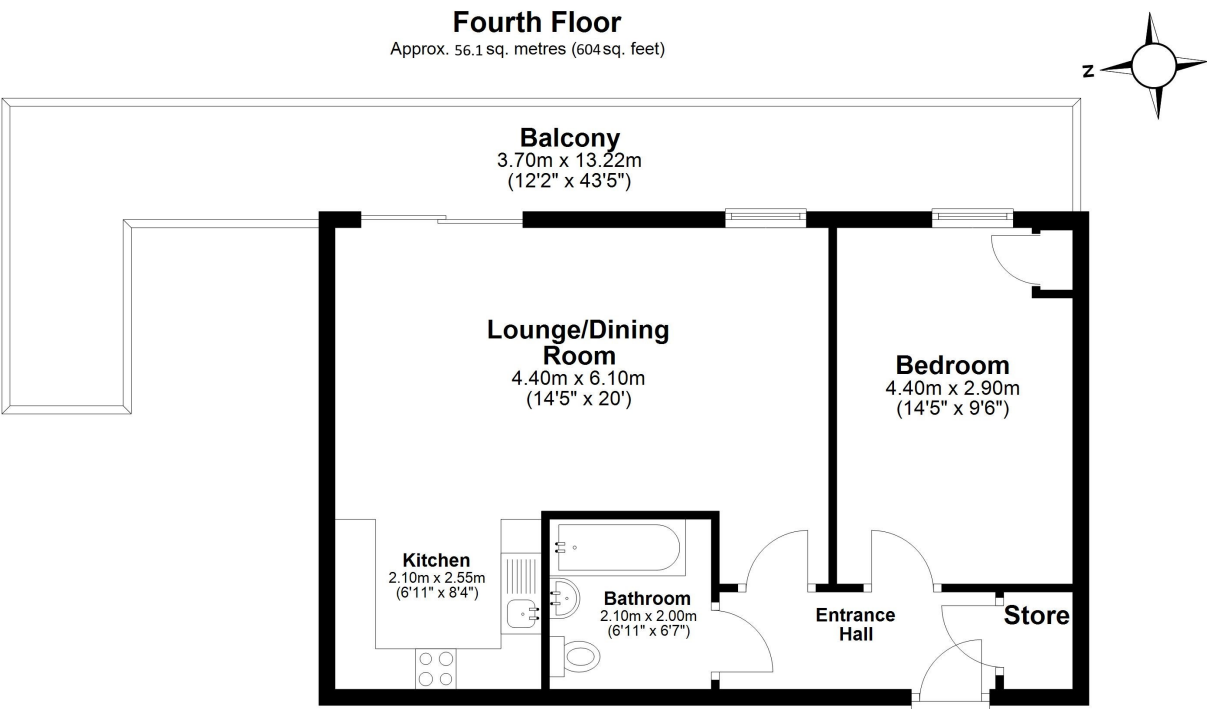 Fourth Floor
Approx. 56.1 sq. metres (604 sq. feet)
N
Balcony
3.70m x 13.22m
(12'2" x 43'5")
Lounge/Dining
Room
4.40m x 6.10m
(14'5" x 20')
Bedroom
4.40m x 2.90m
(14'5" x 9'6")
Kitchen
2.10m x 2.55m
(6'11" x 8'4")
Bathroom
2.10m x 2.00m
(6'11" x 6'7")
Entrance
Hall
Store